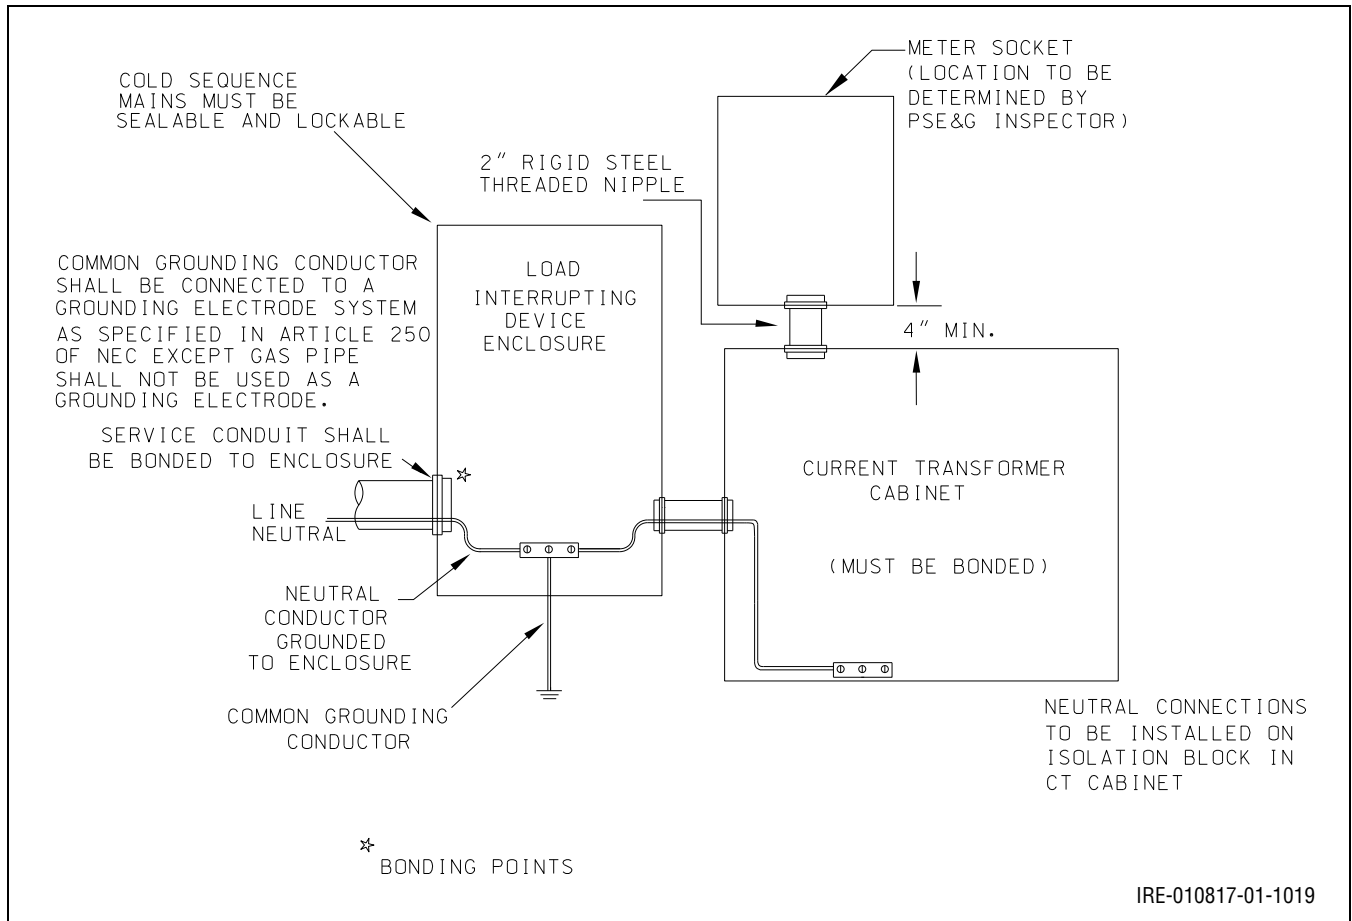 COLD SEQUENCE
MAINS MUST BE
SEALABLE AND LOCKABLE
METER SOCKET
(LOCATION TO BE
DETERMINED BY
PSE&G INSPECTOR)
2" RIGID STEEL
THREADED NIPPLE
COMMON GROUNDING CONDUCTOR
SHALL BE CONNECTED TO A
GROUNDING ELECTRODE SYSTEM
AS SPECIFIED IN ARTICLE 250
OF NEC EXCEPT GAS PIPE
SHALL NOT BE USED AS A
GROUNDING ELECTRODE.
LOAD
INTERRUPTING
DEVICE
ENCLOSURE
4" MIN.
SERVICE CONDUIT SHALL
BE BONDED TO ENCLOSURE
CURRENT TRANSFORMER
CABINET
(MUST BE BONDED)
LINE
NEUTRAL
NEUTRAL
CONDUCTOR
GROUNDED
TO ENCLOSURE
COMMON GROUNDING
CONDUCTOR
NEUTRAL CONNECTIONS
TO BE INSTALLED ON
ISOLATION BLOCK IN
CT CABINET
BONDING POINTS
IRE-010817-01-1019